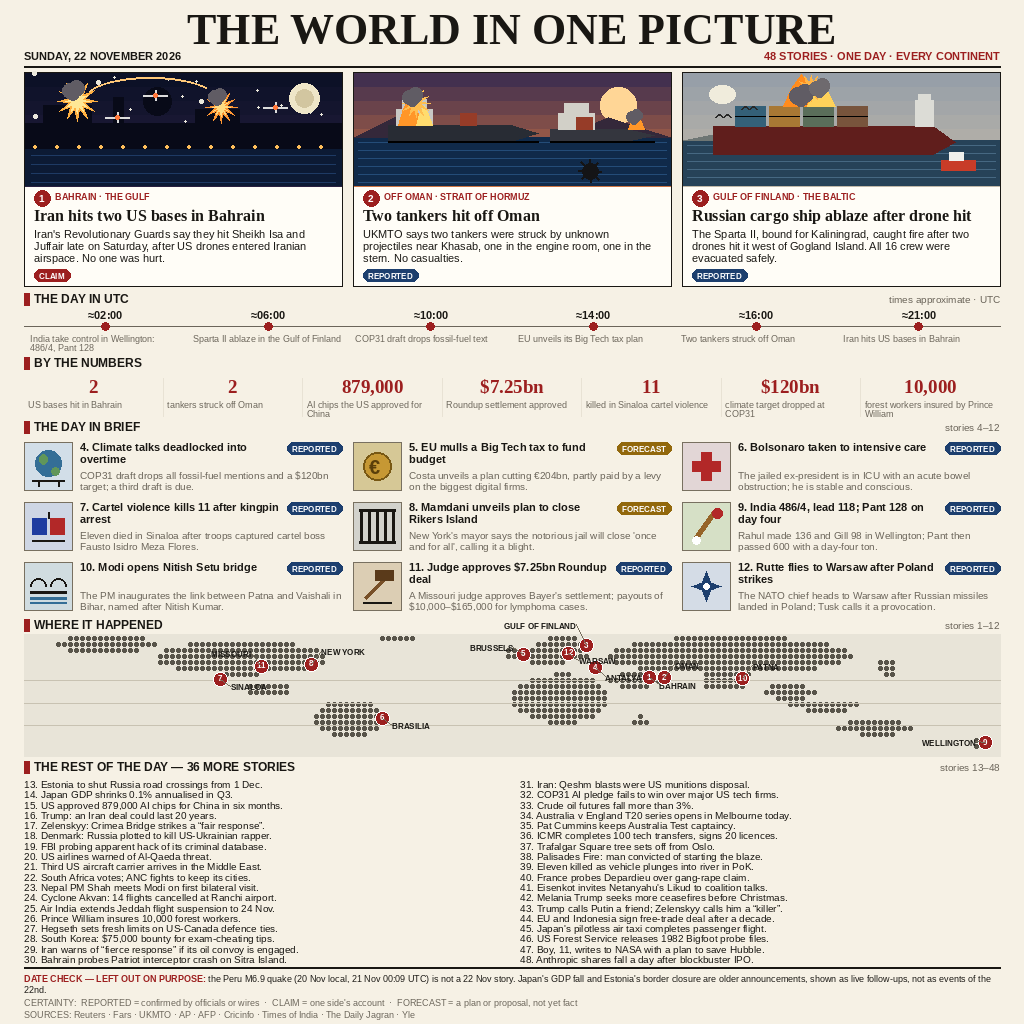 THE WORLD IN ONE PICTURE
SUNDAY, 22 NOVEMBER 2026
48 STORIES · ONE DAY · EVERY CONTINENT
1 BAHRAIN · THE GULF
Iran hits two US bases in Bahrain
Iran's Revolutionary Guards say they hit Sheikh Isa and
Juffair late on Saturday, after US drones entered Iranian
airspace. No one was hurt.
CLAIM
2 OFF OMAN · STRAIT OF HORMUZ
Two tankers hit off Oman
UKMTO says two tankers were struck by unknown
projectiles near Khasab, one in the engine room, one in the
stern. No casualties.
REPORTED
3 GULF OF FINLAND · THE BALTIC
Russian cargo ship ablaze after drone hit
The Sparta II, bound for Kaliningrad, caught fire after two
drones hit it west of Gogland Island. All 16 crew were
evacuated safely.
REPORTED
THE DAY IN UTC
times approximate · UTC
≈02:00
India take control in Wellington:
486/4, Pant 128
≈06:00
Sparta II ablaze in the Gulf of Finland
≈10:00
COP31 draft drops fossil-fuel text
≈14:00
EU unveils its Big Tech tax plan
≈16:00
Two tankers struck off Oman
≈21:00
Iran hits US bases in Bahrain
BY THE NUMBERS
2
US bases hit in Bahrain
2
tankers struck off Oman
879,000
AI chips the US approved for
China
$7.25bn
Roundup settlement approved
11
killed in Sinaloa cartel violence
$120bn
climate target dropped at
COP31
10,000
forest workers insured by Prince
William
THE DAY IN BRIEF
stories 4–12
4. Climate talks deadlocked into
overtime
REPORTED
COP31 draft drops all fossil-fuel mentions and a $120bn
target; a third draft is due.
€
5. EU mulls a Big Tech tax to fund
budget
FORECAST
Costa unveils a plan cutting €204bn, partly paid by a levy
on the biggest digital firms.
6. Bolsonaro taken to intensive care
REPORTED
The jailed ex-president is in ICU with an acute bowel
obstruction; he is stable and conscious.
7. Cartel violence kills 11 after kingpin
arrest
REPORTED
Eleven died in Sinaloa after troops captured cartel boss
Fausto Isidro Meza Flores.
8. Mamdani unveils plan to close
Rikers Island
FORECAST
New York's mayor says the notorious jail will close 'once
and for all', calling it a blight.
9. India 486/4, lead 118; Pant 128 on
day four
REPORTED
Rahul made 136 and Gill 98 in Wellington; Pant then
passed 600 with a day-four ton.
10. Modi opens Nitish Setu bridge
REPORTED
The PM inaugurates the link between Patna and Vaishali in
Bihar, named after Nitish Kumar.
11. Judge approves $7.25bn Roundup
deal
REPORTED
A Missouri judge approves Bayer's settlement; payouts of
$10,000–$165,000 for lymphoma cases.
12. Rutte flies to Warsaw after Poland
strikes
REPORTED
The NATO chief heads to Warsaw after Russian missiles
landed in Poland; Tusk calls it a provocation.
WHERE IT HAPPENED
stories 1–12
GULF OF FINLAND
3
BRUSSELS
5
12
WARSAW
MISSOURI
11
8
NEW YORK
4
ANTALYA
1
2
OMAN
BAHRAIN
PATNA
10
7
SINALOA
6
BRASILIA
WELLINGTON
9
THE REST OF THE DAY — 36 MORE STORIES
stories 13–48
13. Estonia to shut Russia road crossings from 1 Dec.
14. Japan GDP shrinks 0.1% annualised in Q3.
15. US approved 879,000 AI chips for China in six months.
16. Trump: an Iran deal could last 20 years.
17. Zelenskyy: Crimea Bridge strikes a “fair response”.
18. Denmark: Russia plotted to kill US-Ukrainian rapper.
19. FBI probing apparent hack of its criminal database.
20. US airlines warned of Al-Qaeda threat.
21. Third US aircraft carrier arrives in the Middle East.
22. South Africa votes; ANC fights to keep its cities.
23. Nepal PM Shah meets Modi on first bilateral visit.
24. Cyclone Akvan: 14 flights cancelled at Ranchi airport.
25. Air India extends Jeddah flight suspension to 24 Nov.
26. Prince William insures 10,000 forest workers.
27. Hegseth sets fresh limits on US-Canada defence ties.
28. South Korea: $75,000 bounty for exam-cheating tips.
29. Iran warns of “fierce response” if its oil convoy is engaged.
30. Bahrain probes Patriot interceptor crash on Sitra Island.
31. Iran: Qeshm blasts were US munitions disposal.
32. COP31 AI pledge fails to win over major US tech firms.
33. Crude oil futures fall more than 3%.
34. Australia v England T20 series opens in Melbourne today.
35. Pat Cummins keeps Australia Test captaincy.
36. ICMR completes 100 tech transfers, signs 20 licences.
37. Trafalgar Square tree sets off from Oslo.
38. Palisades Fire: man convicted of starting the blaze.
39. Eleven killed as vehicle plunges into river in PoK.
40. France probes Depardieu over gang-rape claim.
41. Eisenkot invites Netanyahu's Likud to coalition talks.
42. Melania Trump seeks more ceasefires before Christmas.
43. Trump calls Putin a friend; Zelenskyy calls him a “killer”.
44. EU and Indonesia sign free-trade deal after a decade.
45. Japan's pilotless air taxi completes passenger flight.
46. US Forest Service releases 1982 Bigfoot probe files.
47. Boy, 11, writes to NASA with a plan to save Hubble.
48. Anthropic shares fall a day after blockbuster IPO.
DATE CHECK — LEFT OUT ON PURPOSE: the Peru M6.9 quake (20 Nov local, 21 Nov 00:09 UTC) is not a 22 Nov story. Japan's GDP fall and Estonia's border closure are older announcements, shown as live follow-ups, not as events of the
22nd.
CERTAINTY: REPORTED = confirmed by officials or wires · CLAIM = one side's account · FORECAST = a plan or proposal, not yet fact
SOURCES: Reuters · Fars · UKMTO · AP · AFP · Cricinfo · Times of India · The Daily Jagran · Yle